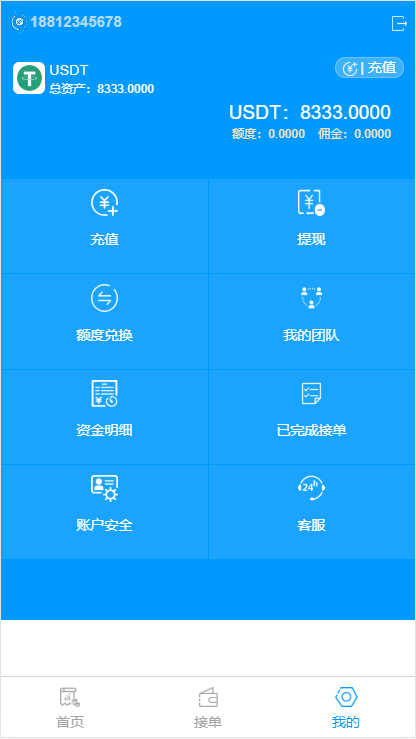 18812345678
USDT
总资产：8333.0000
¥ | 充值
USDT：8333.0000
额度：0.0000 佣金：0.0000
充值
提现
额度兑换
我的团队
资金明细
已完成接单
24h
账户安全
客服
首页
接单
我的